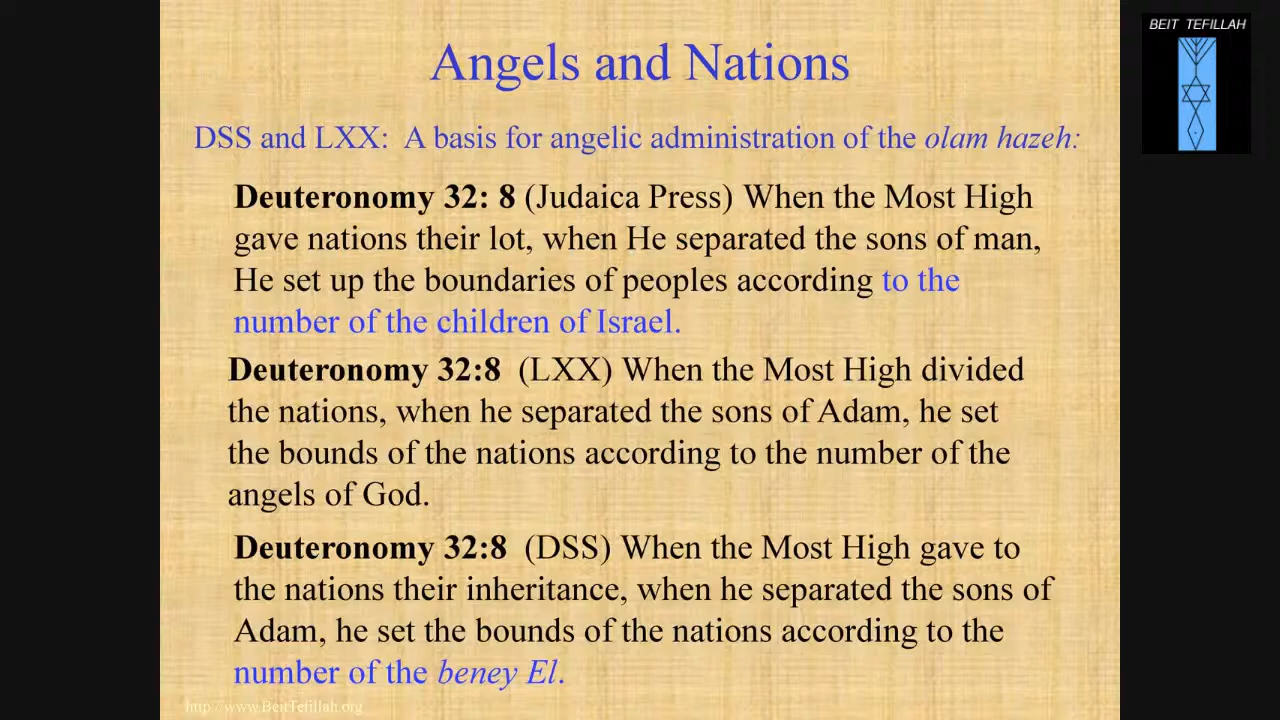 BEIT TEFILLAH
Angels and Nations
DSS and LXX: A basis for angelic administration of the olam hazeh:
Deuteronomy 32: 8 (Judaica Press) When the Most High
gave nations their lot, when He separated the sons of man,
He set up the boundaries of peoples according to the
number of the children of Israel.
Deuteronomy 32:8 (LXX) When the Most High divided
the nations, when he separated the sons of Adam, he set
the bounds of the nations according to the number of the
angels of God.
Deuteronomy 32:8 (DSS) When the Most High gave to
the nations their inheritance, when he separated the sons of
Adam, he set the bounds of the nations according to the
number of the beney El.
http://www.BeitTefillah.org